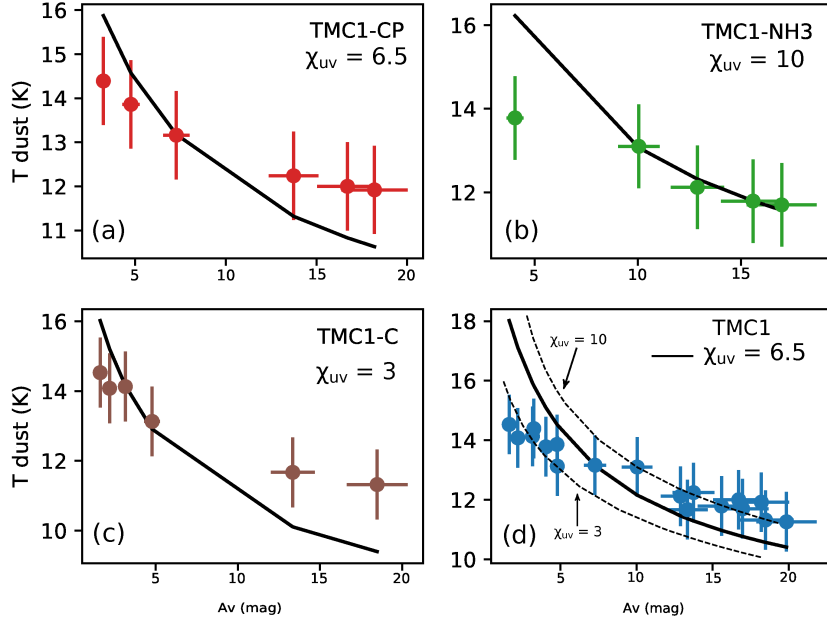 TMC1-CP
χuv = 6.5
T dust (K)
16
15
14
13
12
11
(a)
5
10
15
20
TMC1-NH3
χuv = 10
16
14
12
(b)
5
10
15
TMC1-C
χuv = 3
T dust (K)
16
14
12
10
(c)
5
10
15
20
Av (mag)
TMC1
χuv = 6.5
χuv = 10
18
16
14
12
10
χuv = 3
(d)
5
10
15
20
Av (mag)